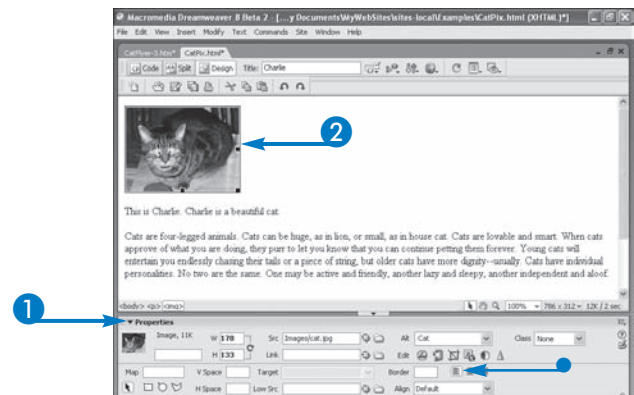 Macromedia Dreamweaver 8 Beta 2 - [...y Documents\MyWebSites\sites-local\Examples\CatPix.html (XHTML)*]
File Edit View Insert Modify Text Commands Site Window Help
CatFlyer-3.htm* CatPix.html*
Code Split Design Title: Charlie
2
This is Charlie. Charlie is a beautiful cat.
Cats are four-legged animals. Cats can be huge, as in lion, or small, as in house cat. Cats are lovable and smart. When cats
approve of what you are doing, they purr to let you know that you can continue petting them forever. Young cats will
entertain you endlessly chasing their tails or a piece of string, but older cats have more dignity--usually. Cats have individual
personalities. No two are the same. One may be active and friendly, another lazy and sleepy, another independent and aloof.
<body> <p> <img> 100% 786 x 312 12K / 2 sec
1
Properties
Image, 11K W 178 Src Images/cat.jpg Alt Cat Class None
H 133 Link Edit
Map V Space Target Border
H Space Low Src Align Default